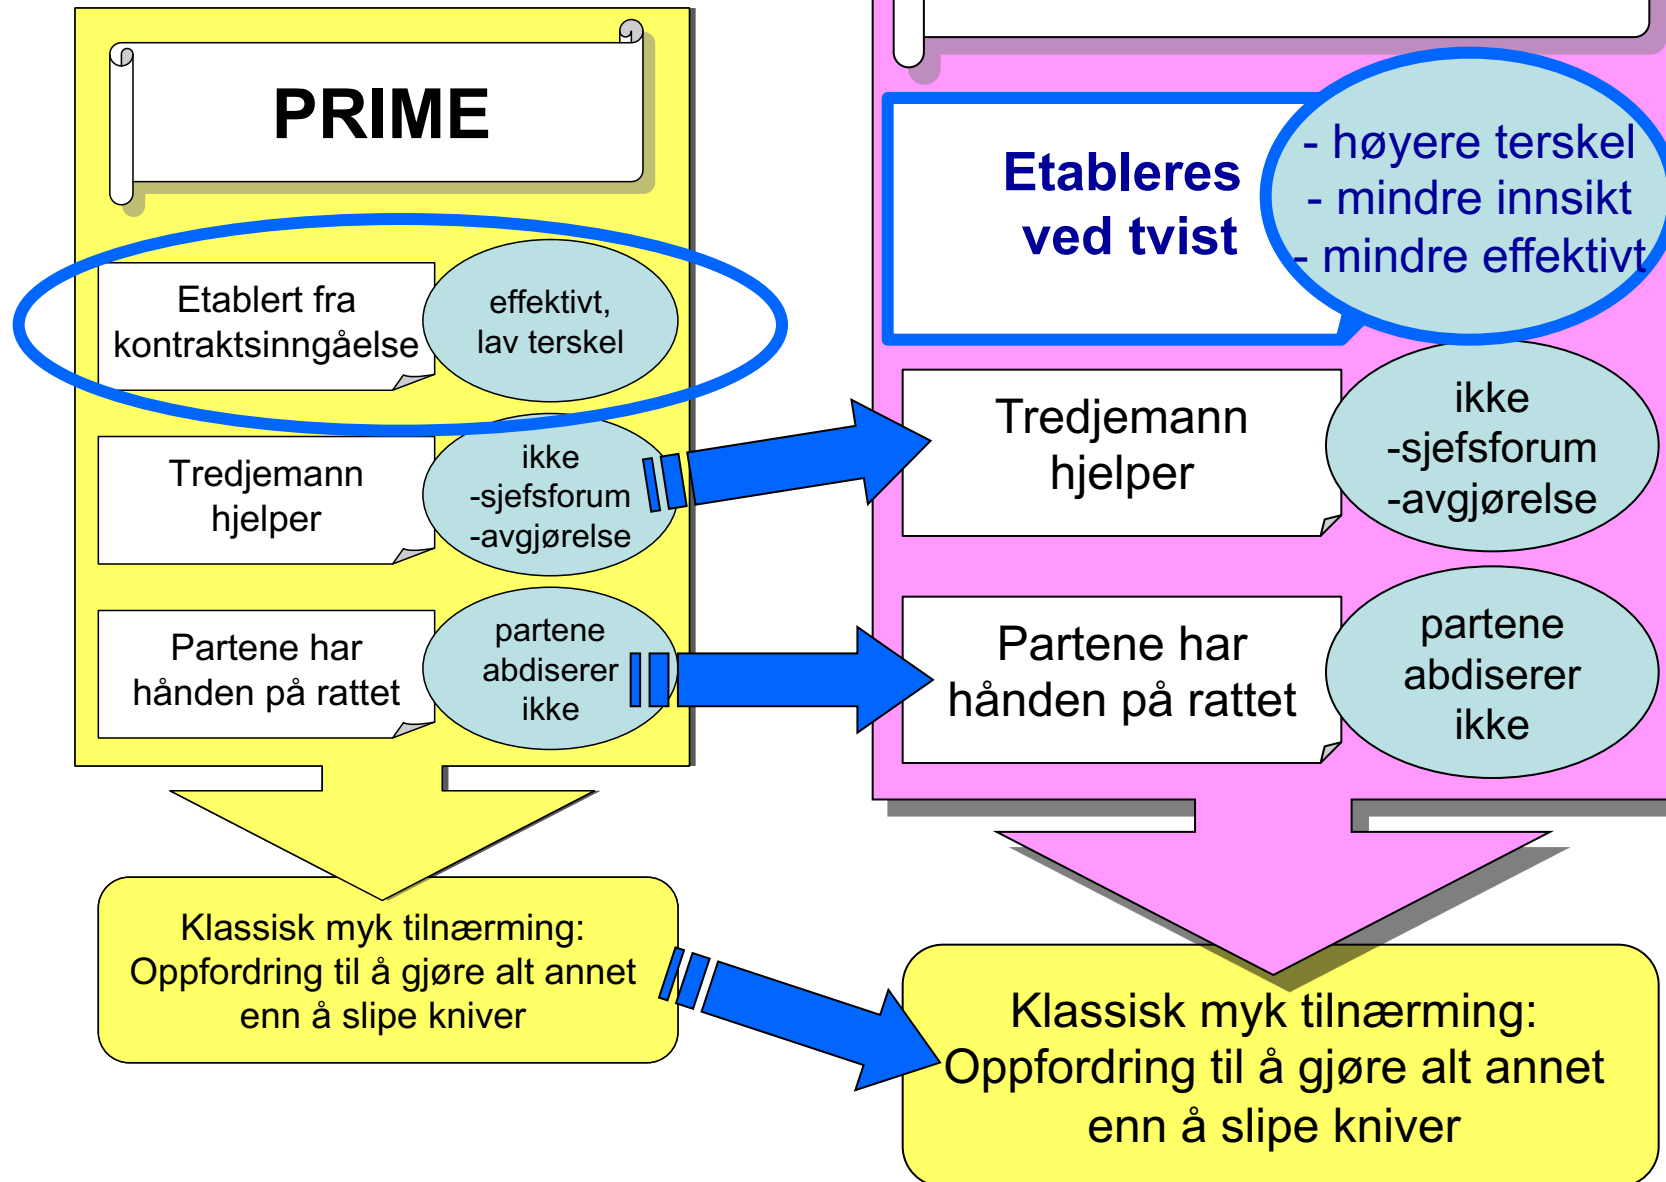 PRIME
Etablert fra
kontraktsinngåelse
effektivt,
lav terskel
Tredjemann
hjelper
ikke
-sjefsforum
-avgjørelse
Partene har
hånden på rattet
partene
abdiserer
ikke
Klassisk myk tilnærming:
Oppfordring til å gjøre alt annet
enn å slipe kniver
Etableres
ved tvist
- høyere terskel
- mindre innsikt
- mindre effektivt
Tredjemann
hjelper
ikke
-sjefsforum
-avgjørelse
Partene har
hånden på rattet
partene
abdiserer
ikke
Klassisk myk tilnærming:
Oppfordring til å gjøre alt annet
enn å slipe kniver